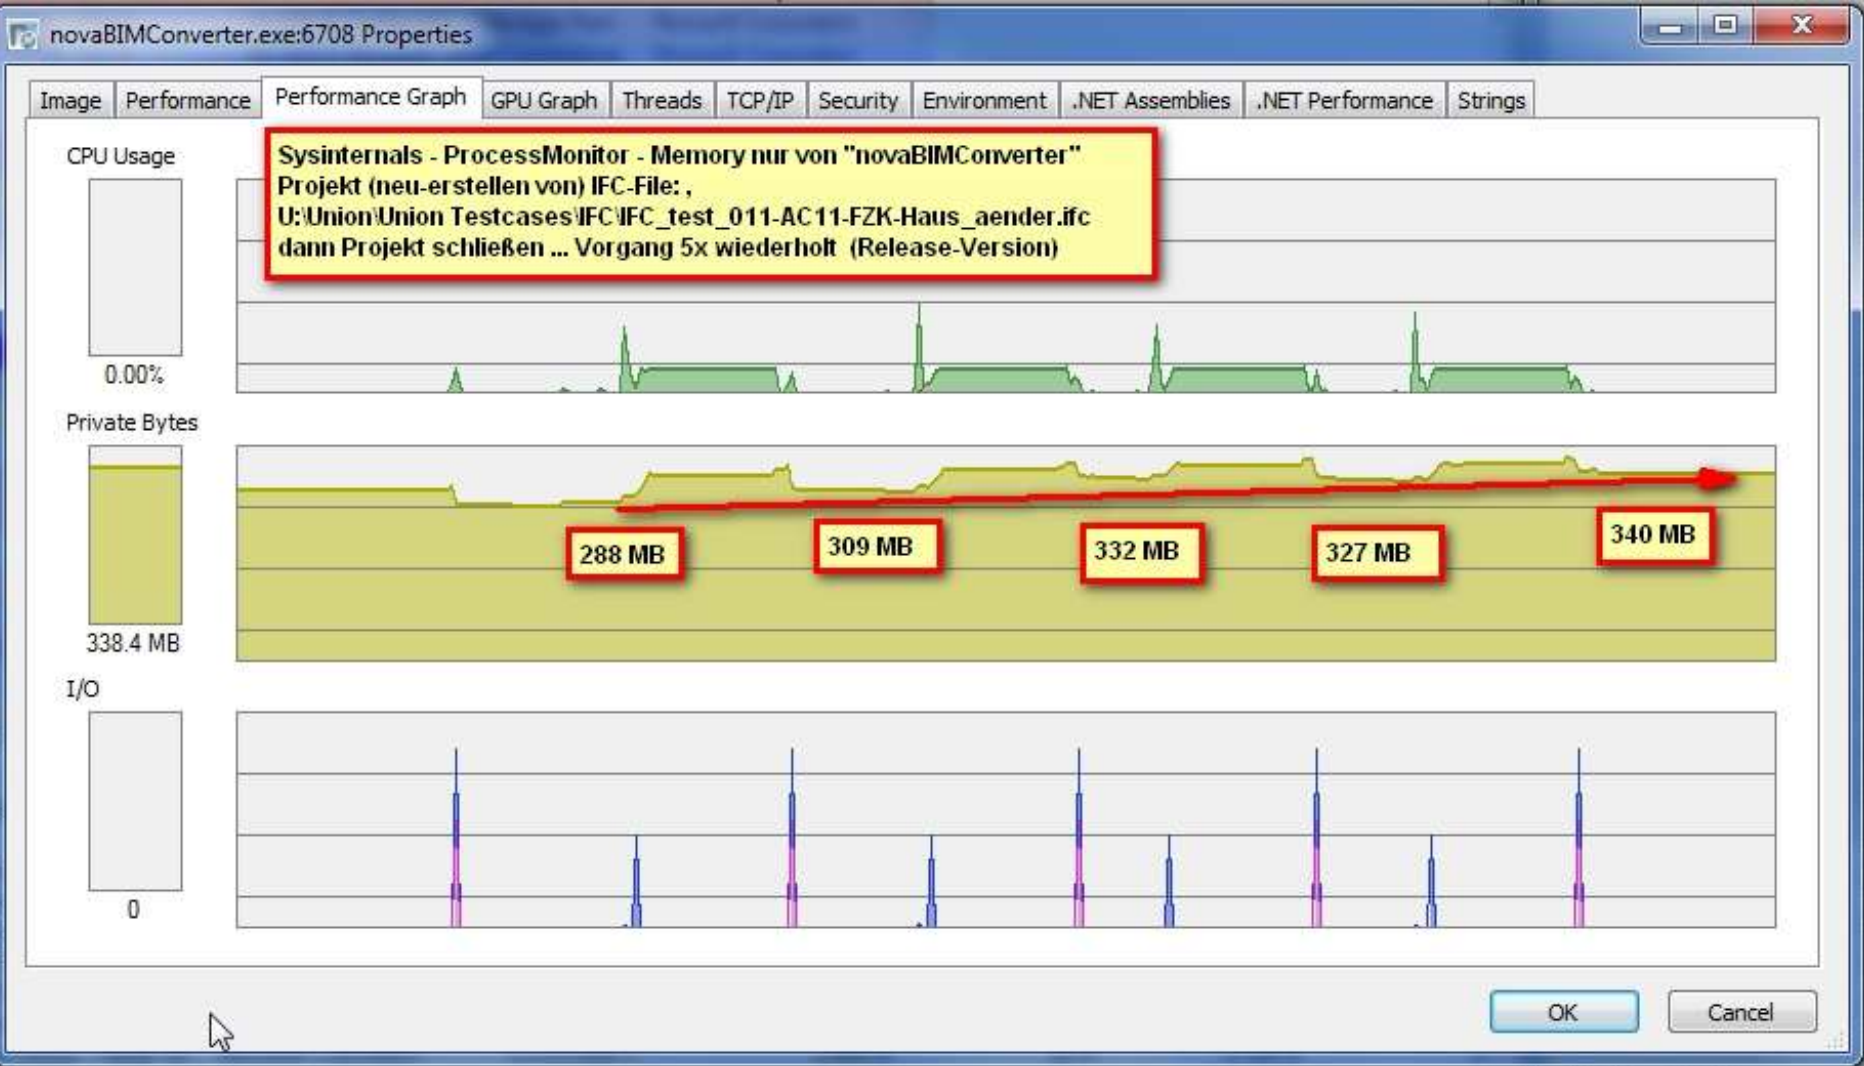 novaBIMConverter.exe:6708 Properties
Image Performance Performance Graph GPU Graph Threads TCP/IP Security Environment .NET Assemblies .NET Performance Strings
Sysinternals - ProcessMonitor - Memory nur von "novaBIMConverter"
Projekt (neu-erstellen von) IFC-File: ,
U:\Union\Union Testcases\IFC\IFC_test_011-AC11-FZK-Haus_aender.ifc
dann Projekt schließen ... Vorgang 5x wiederholt (Release-Version)
CPU Usage
0.00%
Private Bytes
338.4 MB
288 MB
309 MB
332 MB
327 MB
340 MB
I/O
0
OK Cancel